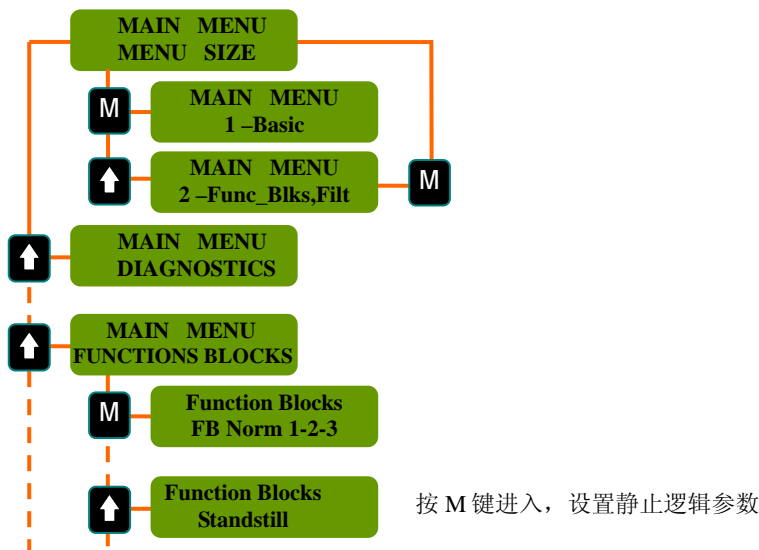 MAIN MENU
MENU SIZE
M
MAIN MENU
1 –Basic
MAIN MENU
2 –Func_Blks,Filt
M
MAIN MENU
DIAGNOSTICS
MAIN MENU
FUNCTIONS BLOCKS
M
Function Blocks
FB Norm 1-2-3
Function Blocks
Standstill
按 M 键进入，设置静止逻辑参数